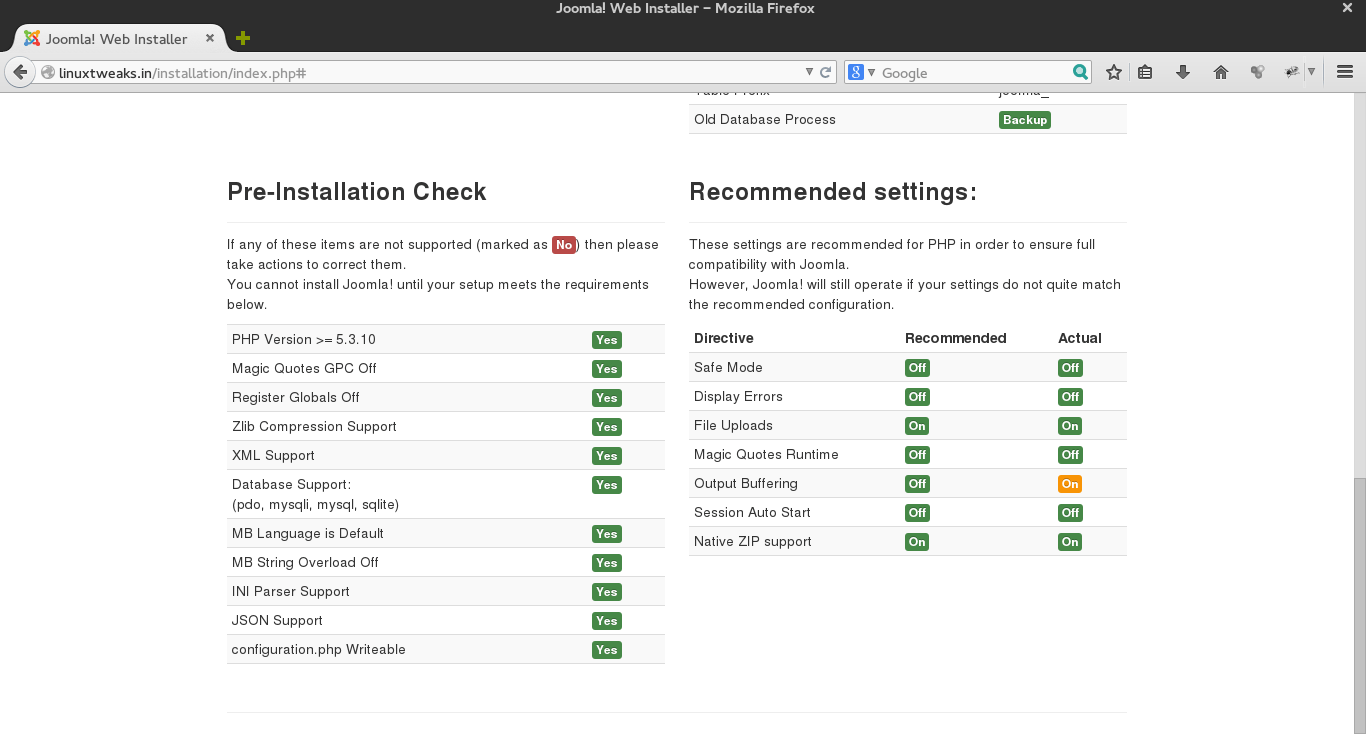 Joomla! Web Installer – Mozilla Firefox
Joomla! Web Installer
linuxtweaks.in/installation/index.php#
Google
Table Prefix joomla_
Old Database Process Backup
Pre-Installation Check
If any of these items are not supported (marked as No) then please
take actions to correct them.
You cannot install Joomla! until your setup meets the requirements
below.
PHP Version >= 5.3.10 Yes
Magic Quotes GPC Off Yes
Register Globals Off Yes
Zlib Compression Support Yes
XML Support Yes
Database Support: Yes
(pdo, mysqli, mysql, sqlite)
MB Language is Default Yes
MB String Overload Off Yes
INI Parser Support Yes
JSON Support Yes
configuration.php Writeable Yes
Recommended settings:
These settings are recommended for PHP in order to ensure full
compatibility with Joomla.
However, Joomla! will still operate if your settings do not quite match
the recommended configuration.
Directive Recommended Actual
Safe Mode Off Off
Display Errors Off Off
File Uploads On On
Magic Quotes Runtime Off Off
Output Buffering Off On
Session Auto Start Off Off
Native ZIP support On On